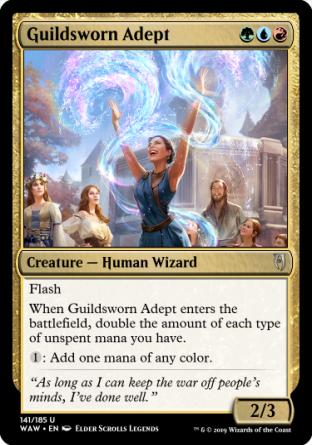 Guildsworn Adept
Creature — Human Wizard
Flash
When Guildsworn Adept enters the
battlefield, double the amount of each type
of unspent mana you have.
1: Add one mana of any color.
“As long as I can keep the war off people’s
minds, I’ve done well.”
2/3
141/185 U
WAW • EN Elder Scrolls Legends
™ & © 2019 Wizards of the Coast